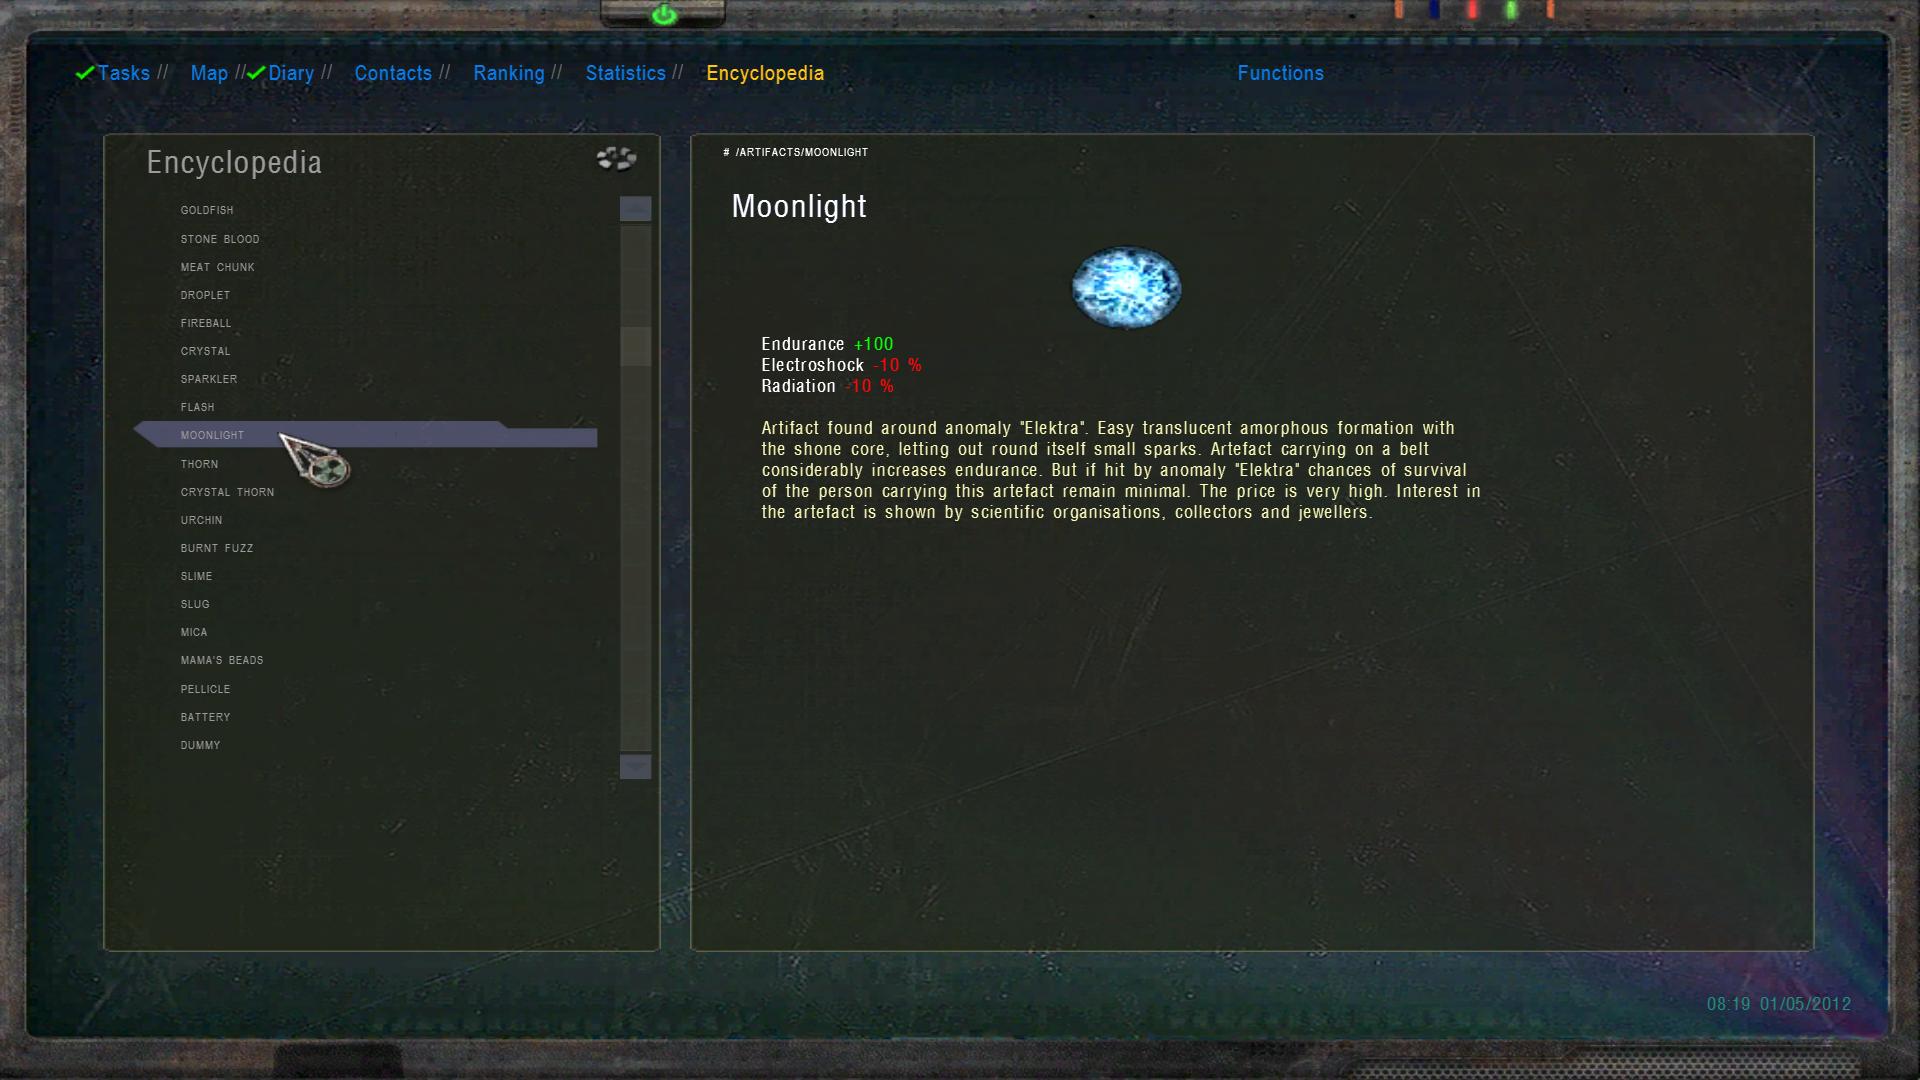 Tasks // Map // Diary // Contacts // Ranking // Statistics // Encyclopedia Functions
Encyclopedia
GOLDFISH
STONE BLOOD
MEAT CHUNK
DROPLET
FIREBALL
CRYSTAL
SPARKLER
FLASH
MOONLIGHT
THORN
CRYSTAL THORN
URCHIN
BURNT FUZZ
SLIME
SLUG
MICA
MAMA'S BEADS
PELLICLE
BATTERY
DUMMY
# /ARTIFACTS/MOONLIGHT
Moonlight
Endurance +100
Electroshock -10 %
Radiation -10 %
Artifact found around anomaly "Elektra". Easy translucent amorphous formation with
the shone core, letting out round itself small sparks. Artefact carrying on a belt
considerably increases endurance. But if hit by anomaly "Elektra" chances of survival
of the person carrying this artefact remain minimal. The price is very high. Interest in
the artefact is shown by scientific organisations, collectors and jewellers.
08:19 01/05/2012